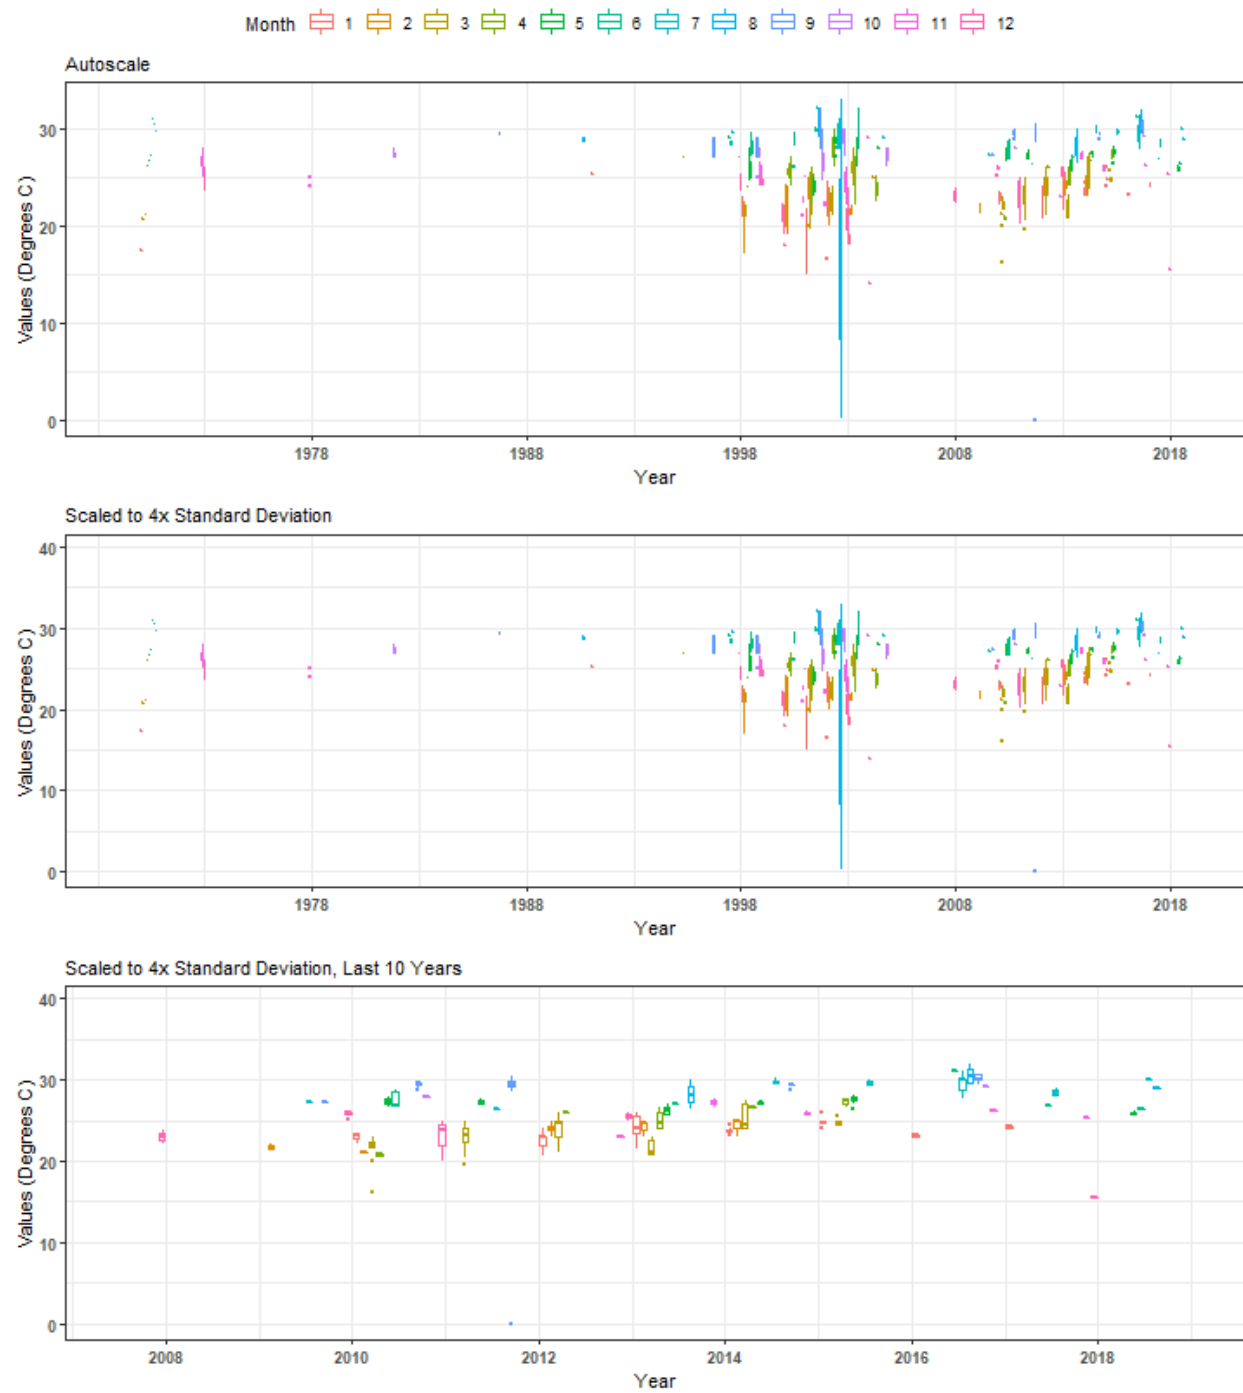 Month 1 2 3 4 5 6 7 8 9 10 11 12
Autoscale
Values (Degrees C)
30
20
10
0
1978 1988 1998 2008 2018
Year
Scaled to 4x Standard Deviation
Values (Degrees C)
40
30
20
10
0
1978 1988 1998 2008 2018
Year
Scaled to 4x Standard Deviation, Last 10 Years
Values (Degrees C)
40
30
20
10
0
2008 2010 2012 2014 2016 2018
Year